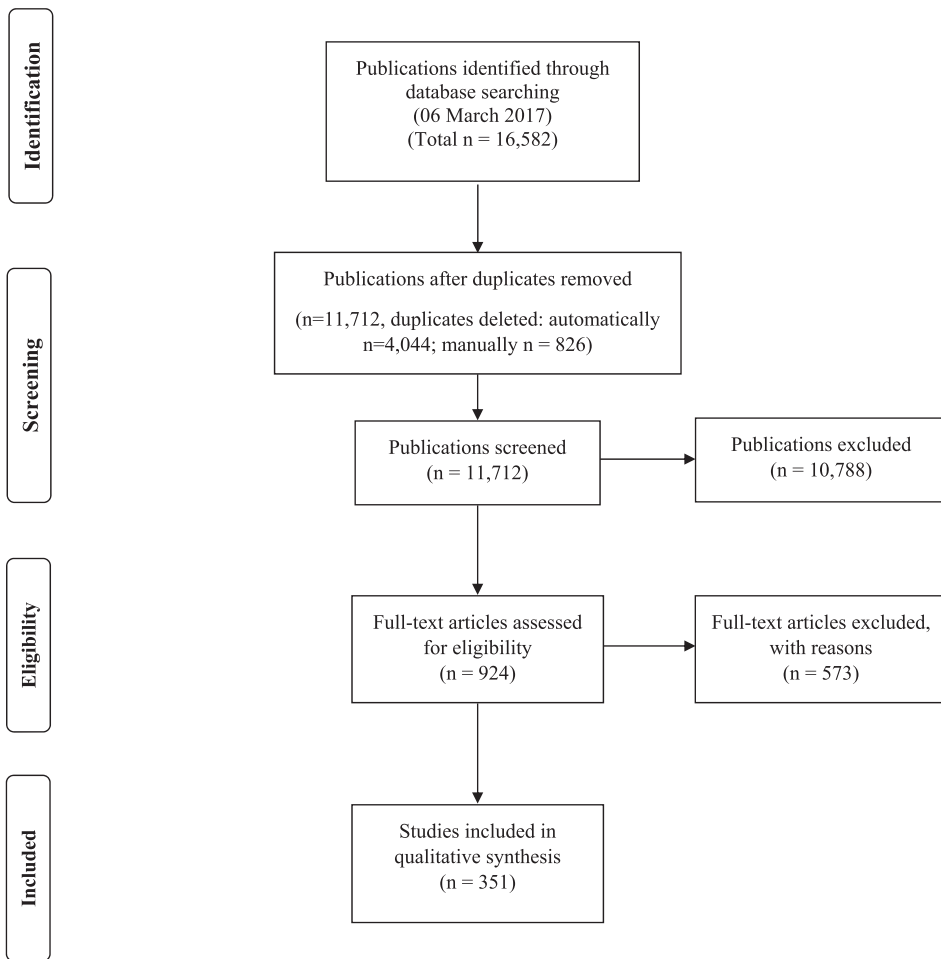 Identification
Publications identified through
database searching
(06 March 2017)
(Total n = 16,582)
Screening
Publications after duplicates removed
(n=11,712, duplicates deleted: automatically
n=4,044; manually n = 826)
Publications screened
(n = 11,712)
Publications excluded
(n = 10,788)
Eligibility
Full-text articles assessed
for eligibility
(n = 924)
Full-text articles excluded,
with reasons
(n = 573)
Included
Studies included in
qualitative synthesis
(n = 351)